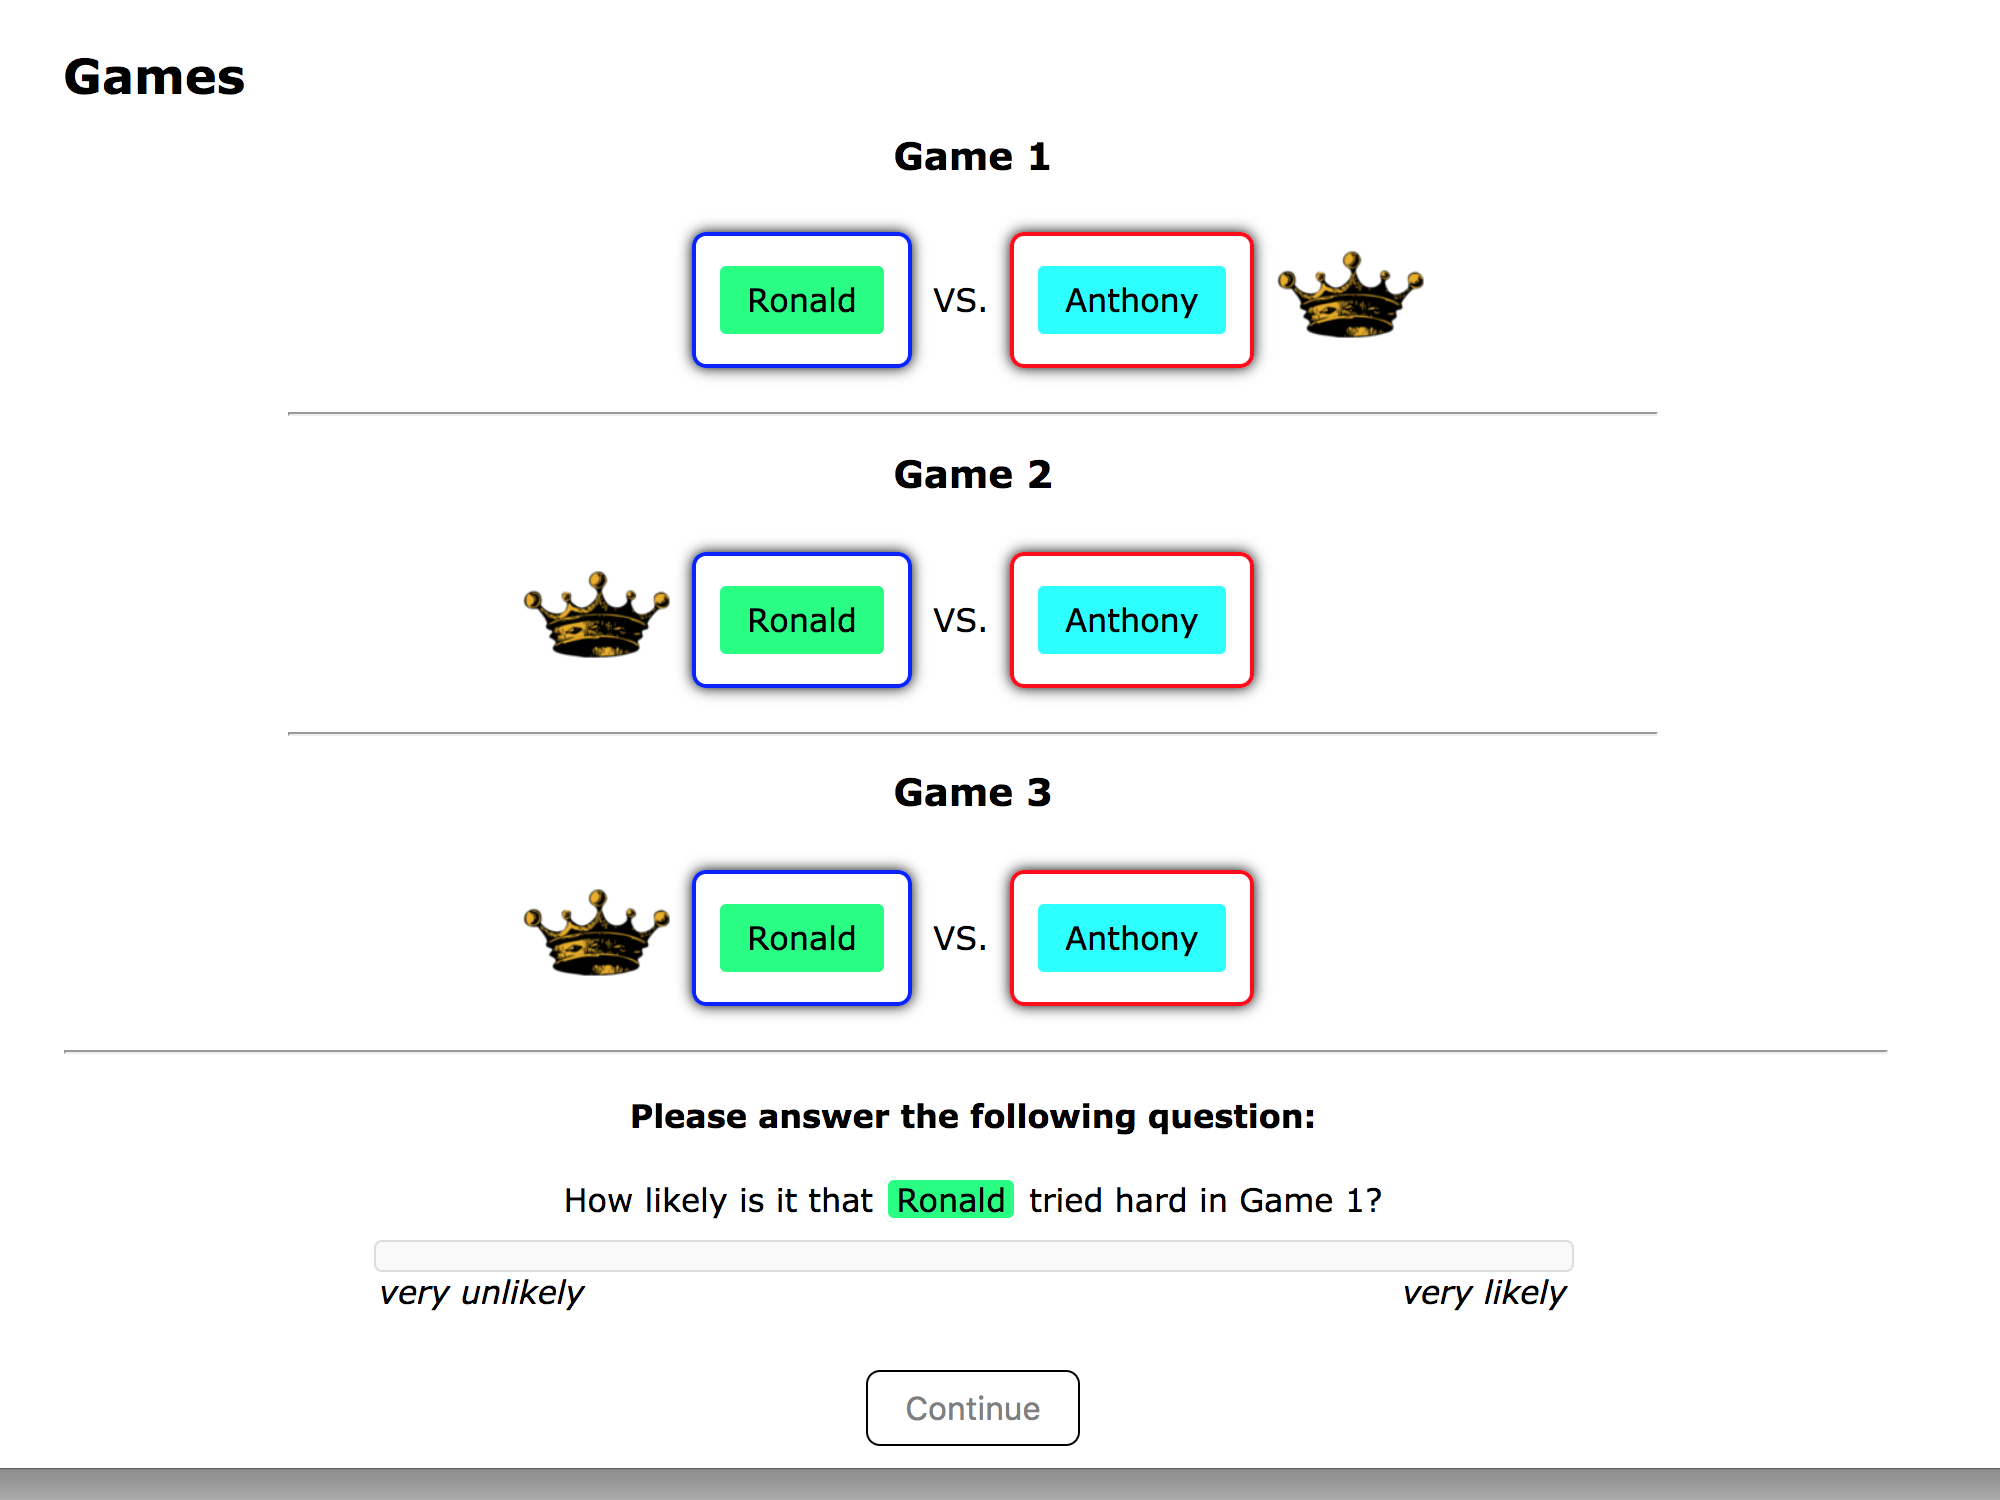 Games
Game 1
Ronald VS. Anthony
Game 2
Ronald VS. Anthony
Game 3
Ronald VS. Anthony
Please answer the following question:
How likely is it that Ronald tried hard in Game 1?
very unlikely very likely
Continue